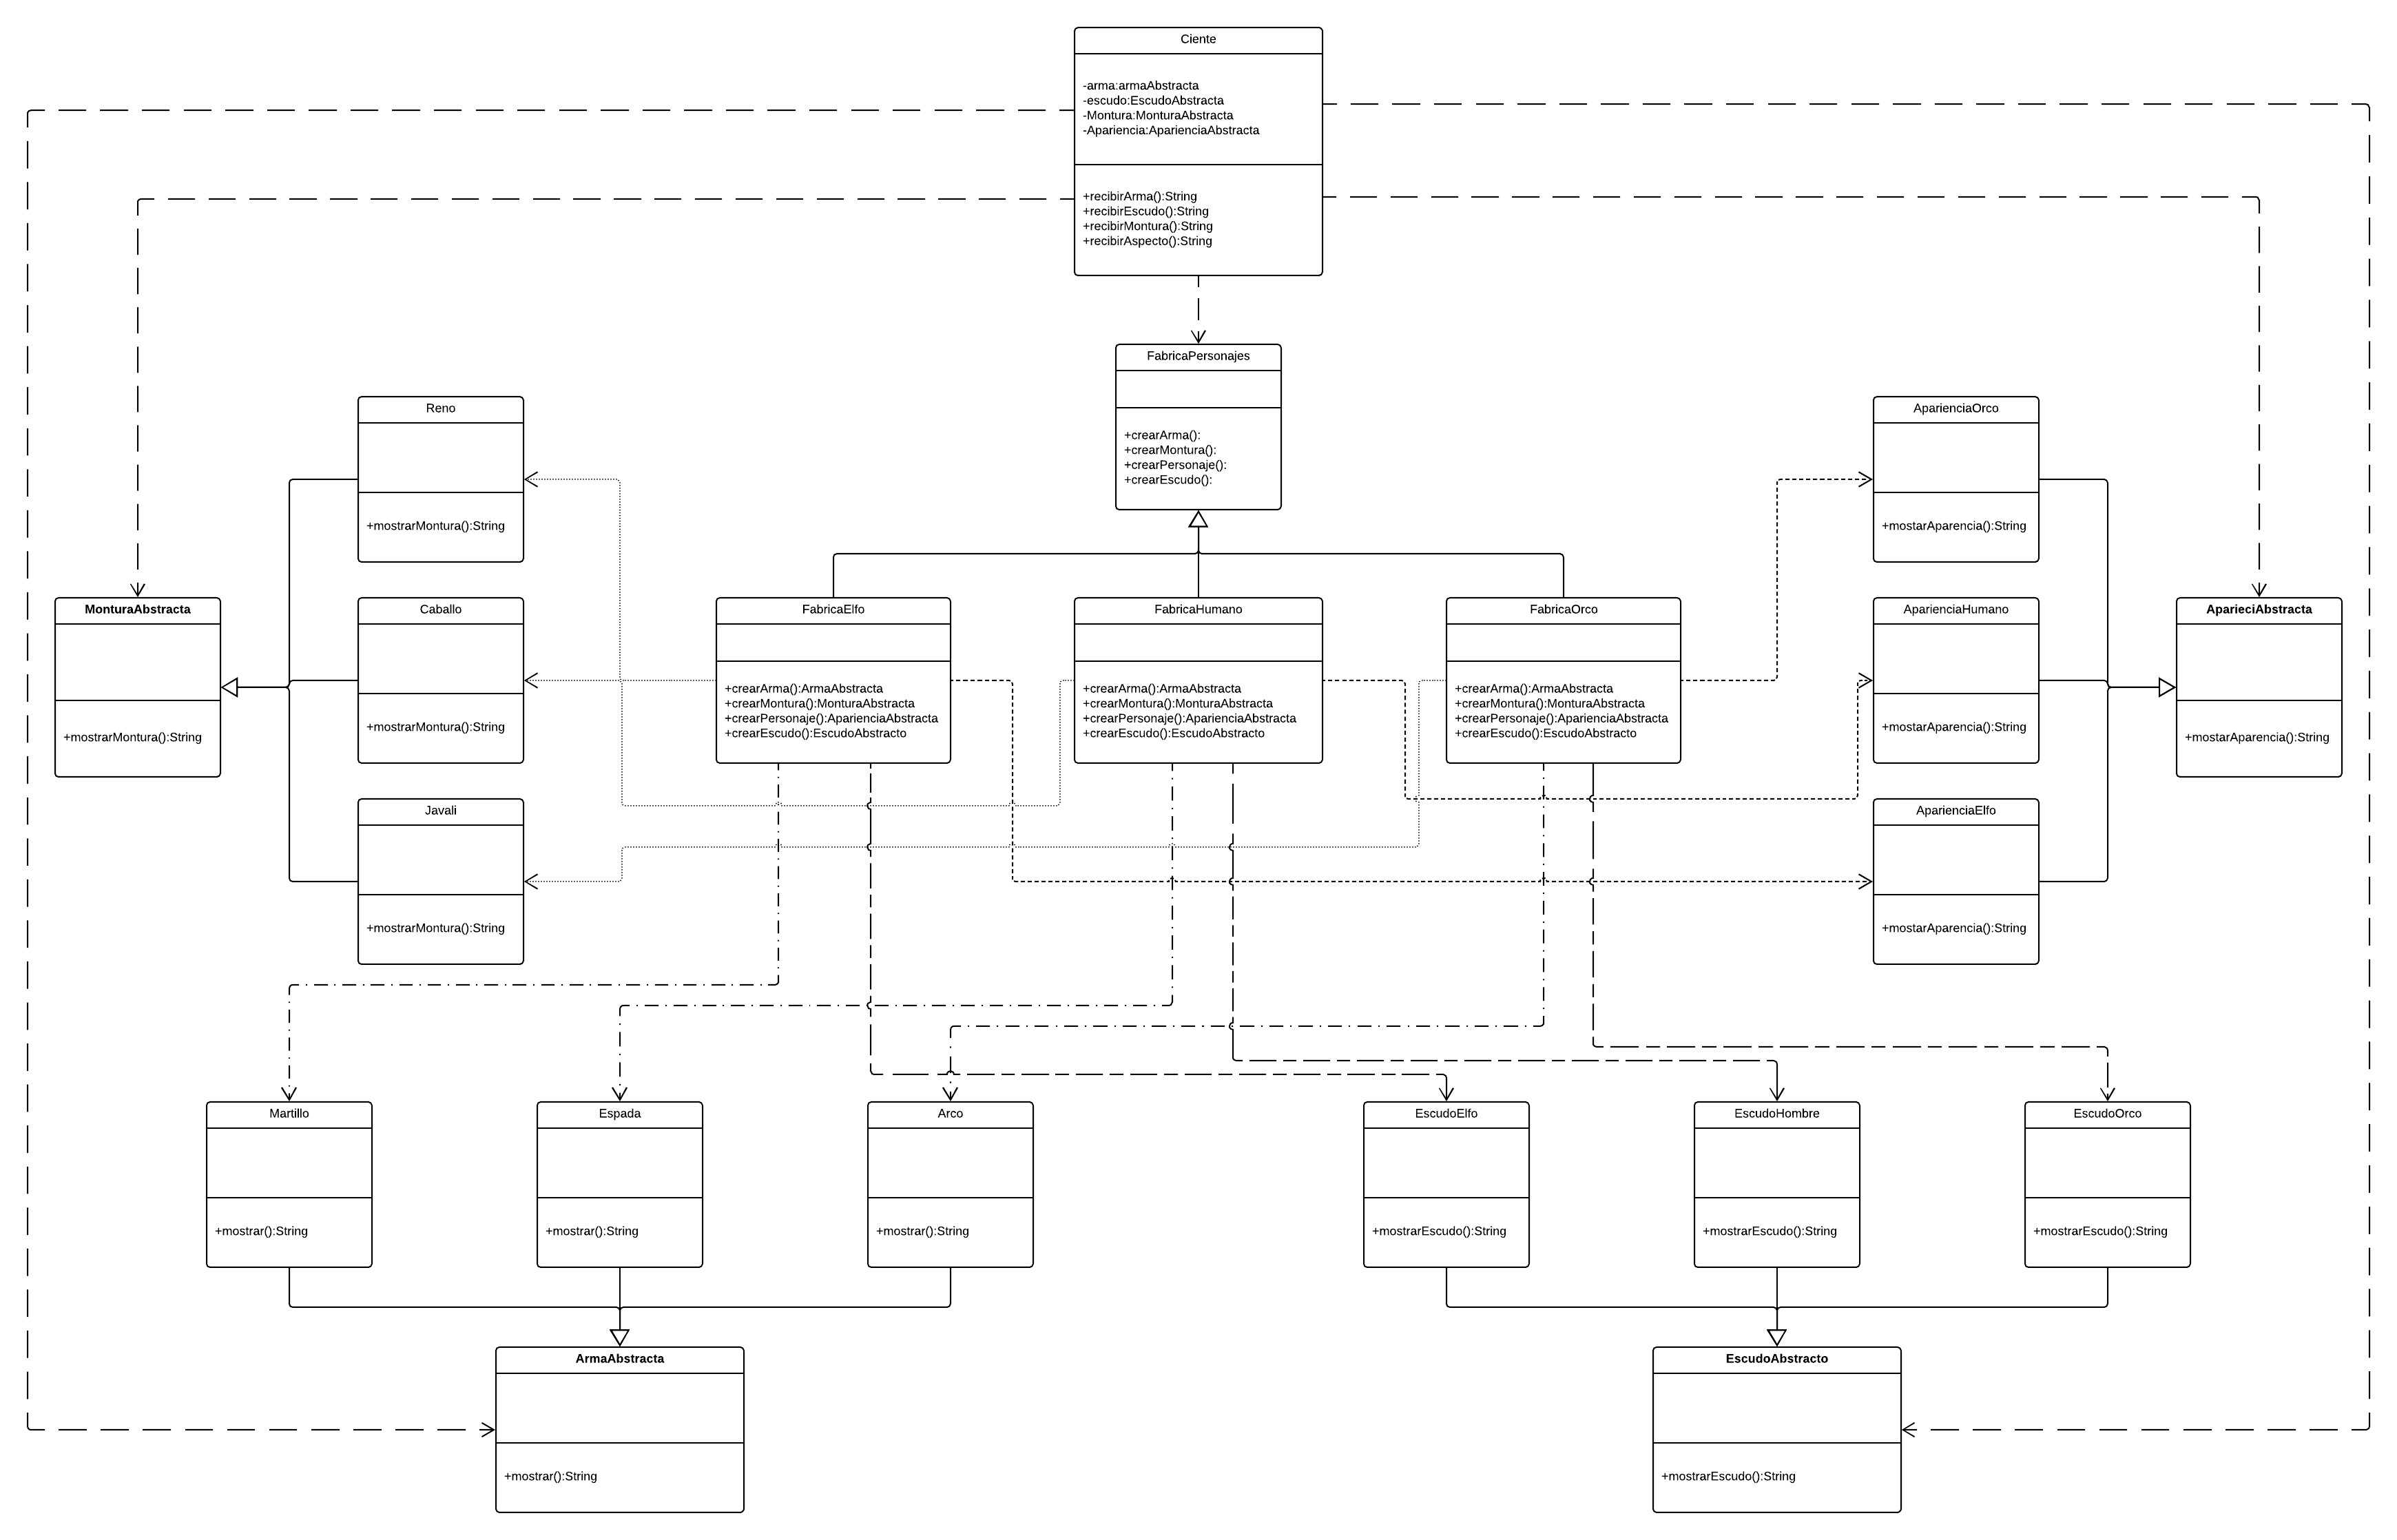 Ciente
-arma:armaAbstracta
-escudo:EscudoAbstracta
-Montura:MonturaAbstracta
-Apariencia:AparienciaAbstracta
+recibirArma():String
+recibirEscudo():String
+recibirMontura():String
+recibirAspecto():String
FabricaPersonajes
+crearArma():
+crearMontura():
+crearPersonaje():
+crearEscudo():
Reno
+mostrarMontura():String
AparienciaOrco
+mostarAparencia():String
MonturaAbstracta
+mostrarMontura():String
Caballo
+mostrarMontura():String
FabricaElfo
+crearArma():ArmaAbstracta
+crearMontura():MonturaAbstracta
+crearPersonaje():AparienciaAbstracta
+crearEscudo():EscudoAbstracto
FabricaHumano
+crearArma():ArmaAbstracta
+crearMontura():MonturaAbstracta
+crearPersonaje():AparienciaAbstracta
+crearEscudo():EscudoAbstracto
FabricaOrco
+crearArma():ArmaAbstracta
+crearMontura():MonturaAbstracta
+crearPersonaje():AparienciaAbstracta
+crearEscudo():EscudoAbstracto
AparienciaHumano
+mostarAparencia():String
AparieciAbstracta
+mostarAparencia():String
Javali
+mostrarMontura():String
AparienciaElfo
+mostarAparencia():String
Martillo
+mostrar():String
Espada
+mostrar():String
Arco
+mostrar():String
EscudoElfo
+mostrarEscudo():String
EscudoHombre
+mostrarEscudo():String
EscudoOrco
+mostrarEscudo():String
ArmaAbstracta
+mostrar():String
EscudoAbstracto
+mostrarEscudo():String